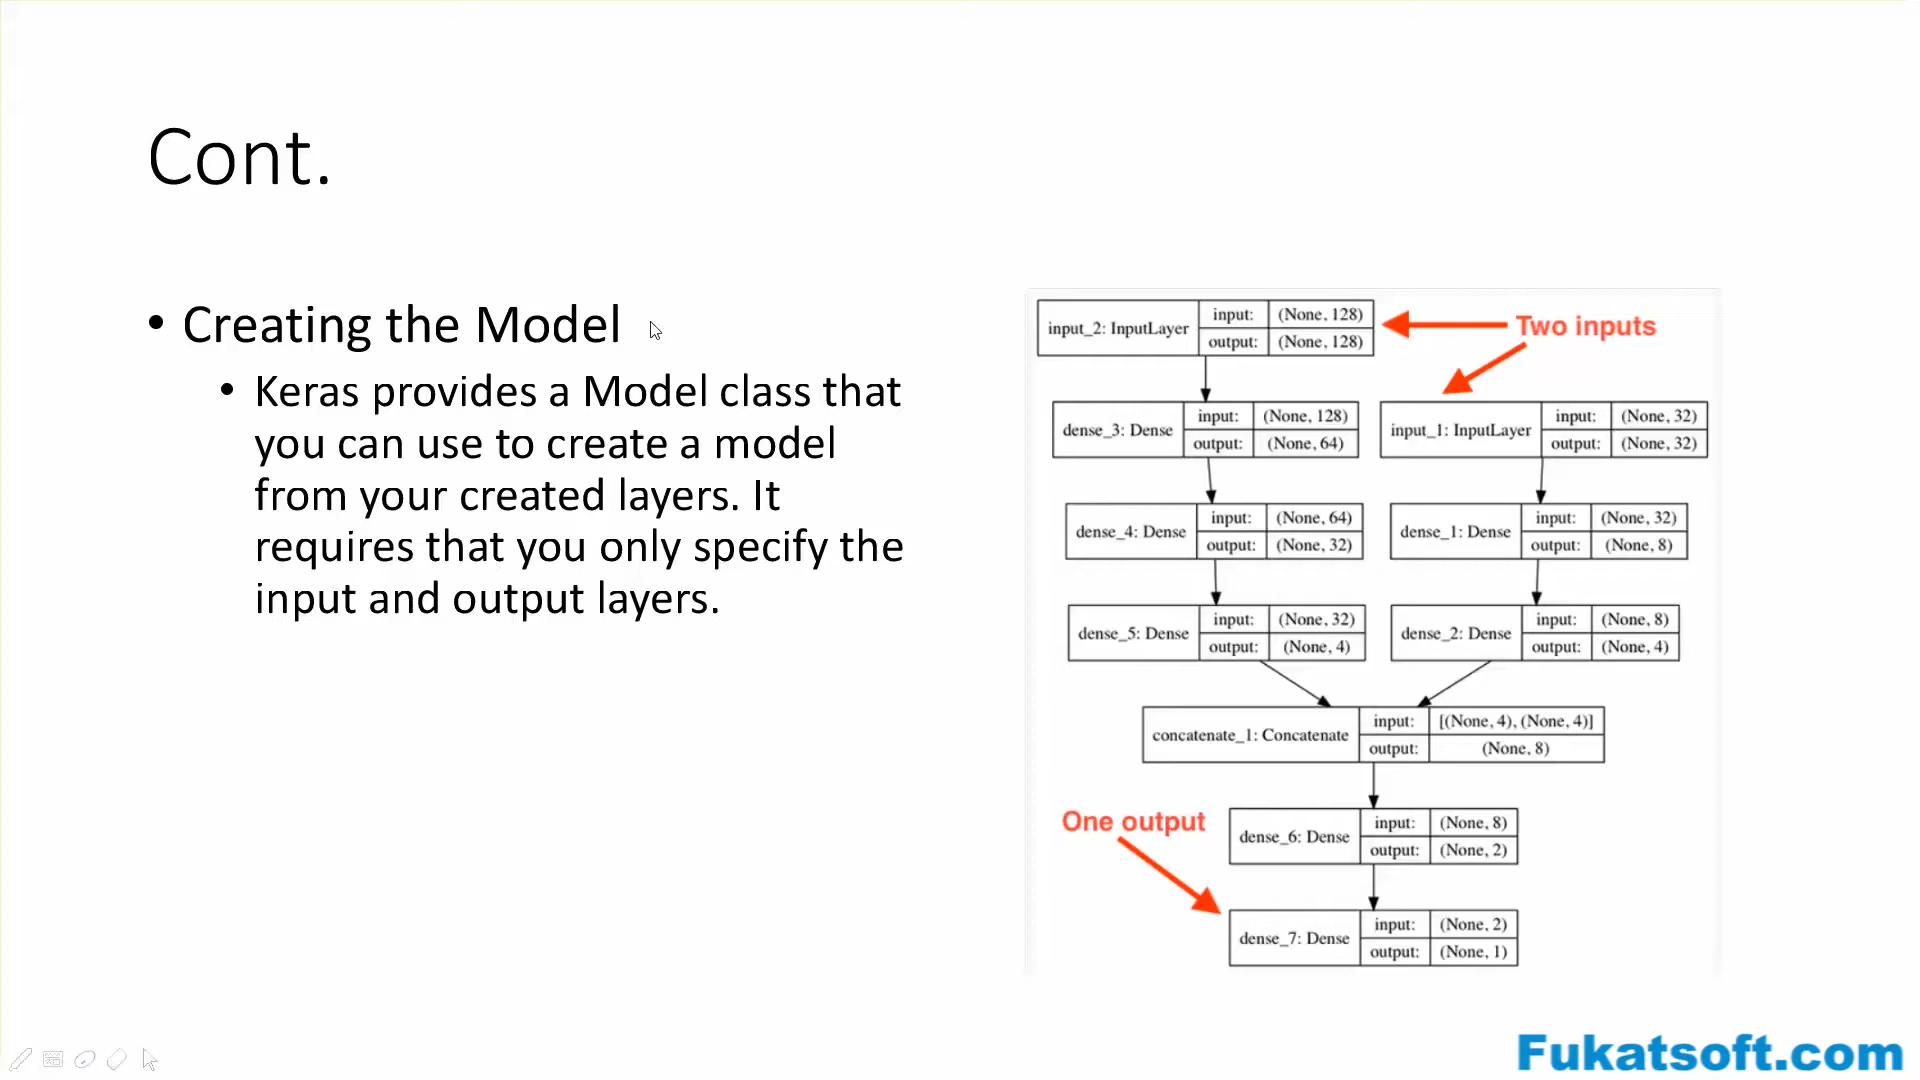 Cont.
• Creating the Model
• Keras provides a Model class that
you can use to create a model
from your created layers. It
requires that you only specify the
input and output layers.
input_2: InputLayer
input: (None, 128)
output: (None, 128)
Two inputs
dense_3: Dense
input: (None, 128)
output: (None, 64)
input_1: InputLayer
input: (None, 32)
output: (None, 32)
dense_4: Dense
input: (None, 64)
output: (None, 32)
dense_1: Dense
input: (None, 32)
output: (None, 8)
dense_5: Dense
input: (None, 32)
output: (None, 4)
dense_2: Dense
input: (None, 8)
output: (None, 4)
concatenate_1: Concatenate
input: [(None, 4), (None, 4)]
output: (None, 8)
One output
dense_6: Dense
input: (None, 8)
output: (None, 2)
dense_7: Dense
input: (None, 2)
output: (None, 1)
Fukatsoft.com